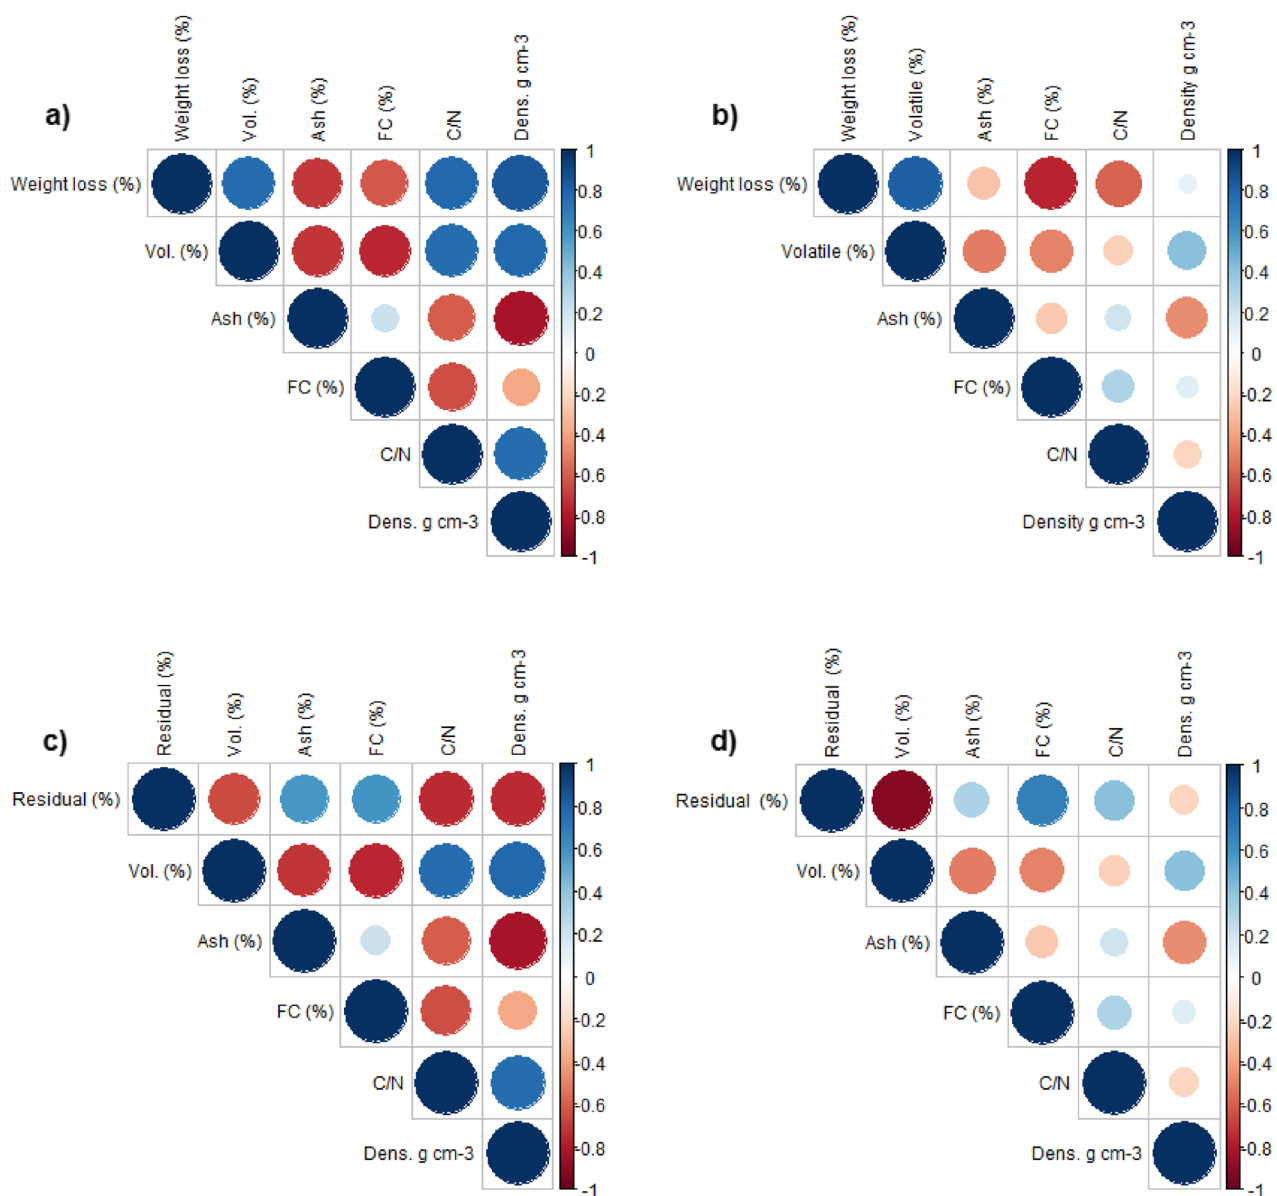 a)
Weight loss (%)
Vol. (%)
Ash (%)
FC (%)
C/N
Dens. g cm-3
Weight loss (%)
Vol. (%)
Ash (%)
FC (%)
C/N
Dens. g cm-3
1
0.8
0.6
0.4
0.2
0
-0.2
-0.4
-0.6
-0.8
-1
b)
Weight loss (%)
Volatile (%)
Ash (%)
FC (%)
C/N
Density g cm-3
Weight loss (%)
Volatile (%)
Ash (%)
FC (%)
C/N
Density g cm-3
1
0.8
0.6
0.4
0.2
0
-0.2
-0.4
-0.6
-0.8
-1
c)
Residual (%)
Vol. (%)
Ash (%)
FC (%)
C/N
Dens. g cm-3
Residual (%)
Vol. (%)
Ash (%)
FC (%)
C/N
Dens. g cm-3
1
0.8
0.6
0.4
0.2
0
-0.2
-0.4
-0.6
-0.8
-1
d)
Residual (%)
Vol. (%)
Ash (%)
FC (%)
C/N
Dens. g cm-3
Residual (%)
Vol. (%)
Ash (%)
FC (%)
C/N
Dens. g cm-3
1
0.8
0.6
0.4
0.2
0
-0.2
-0.4
-0.6
-0.8
-1